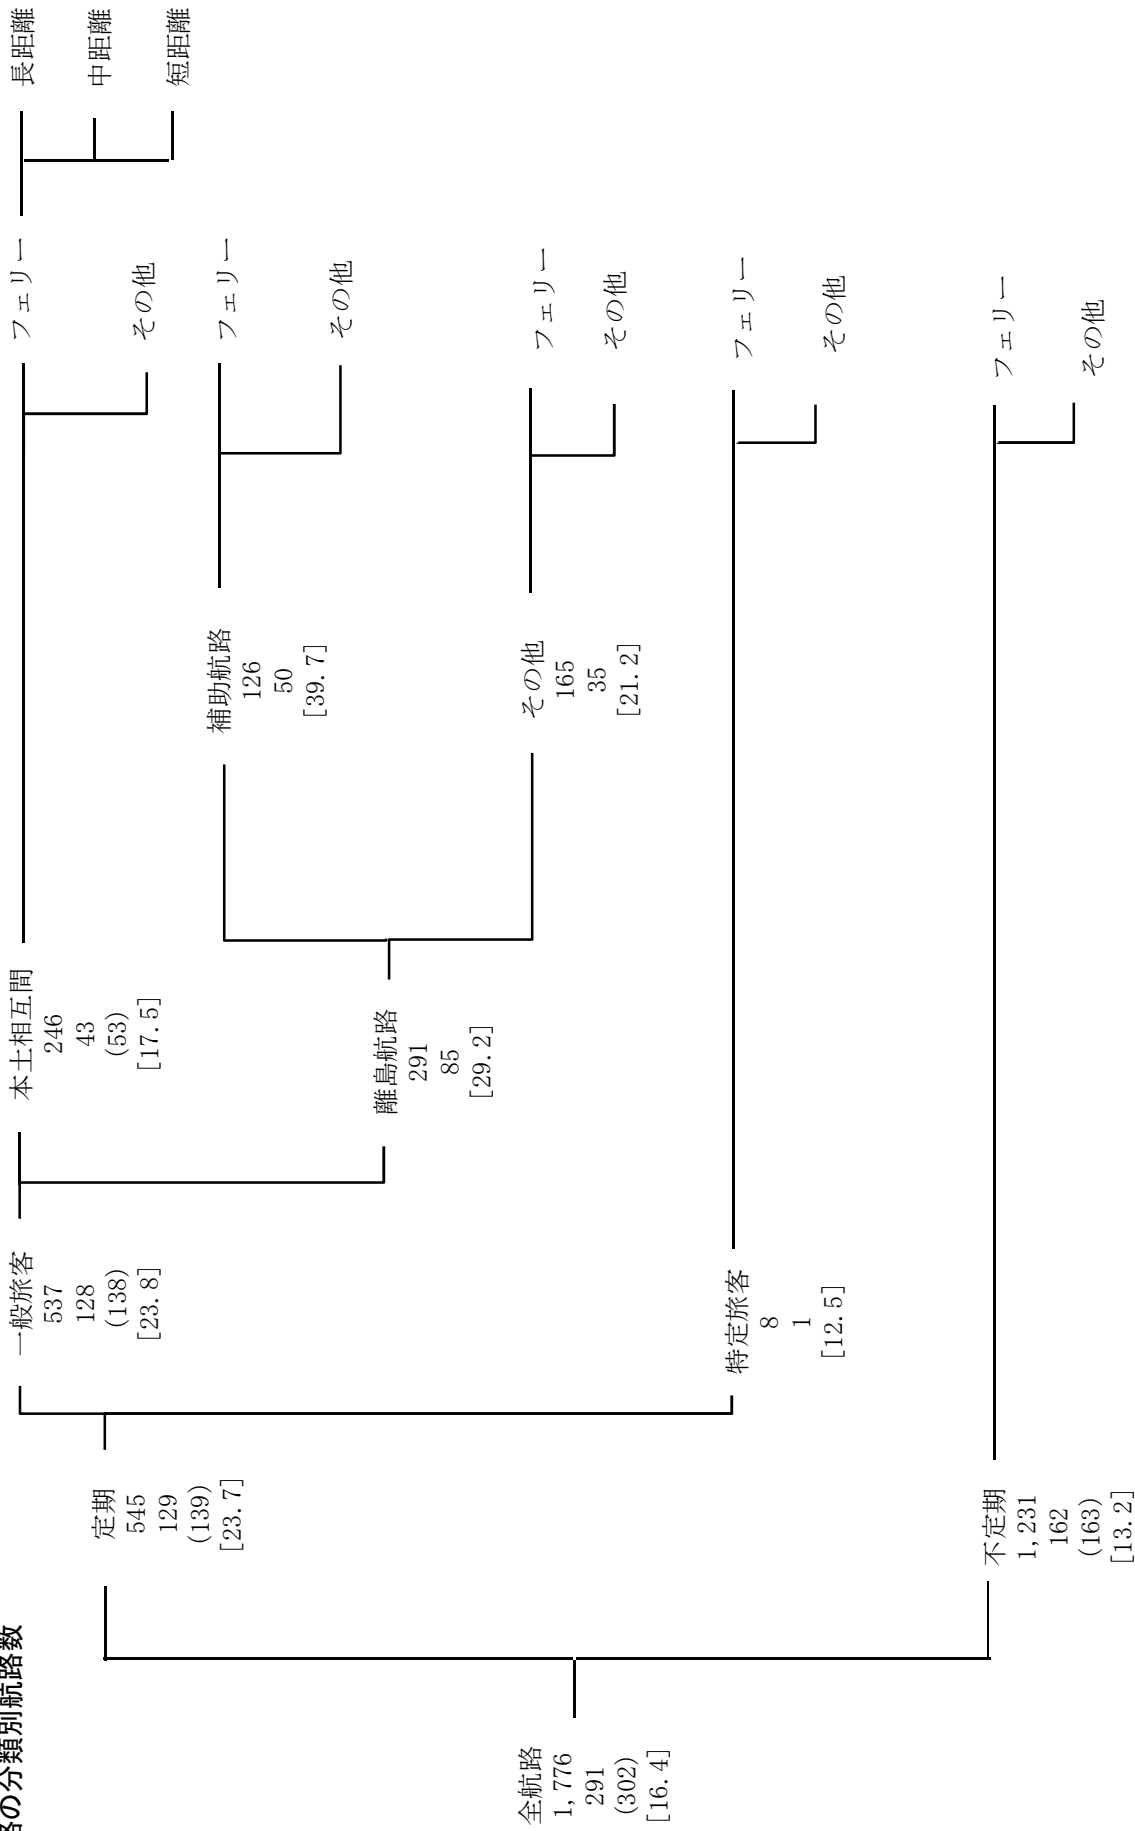 路の分類別航路数
全航路
1,776
291
(302)
[16.4]
定期
545
129
(139)
[23.7]
不定期
1,231
162
(163)
[13.2]
一般旅客
537
128
(138)
[23.8]
特定旅客
8
1
[12.5]
本土相互間
246
43
(53)
[17.5]
離島航路
291
85
[29.2]
補助航路
126
50
[39.7]
その他
165
35
[21.2]
フェリー
その他
フェリー
その他
フェリー
その他
フェリー
その他
フェリー
その他
長距離
中距離
短距離